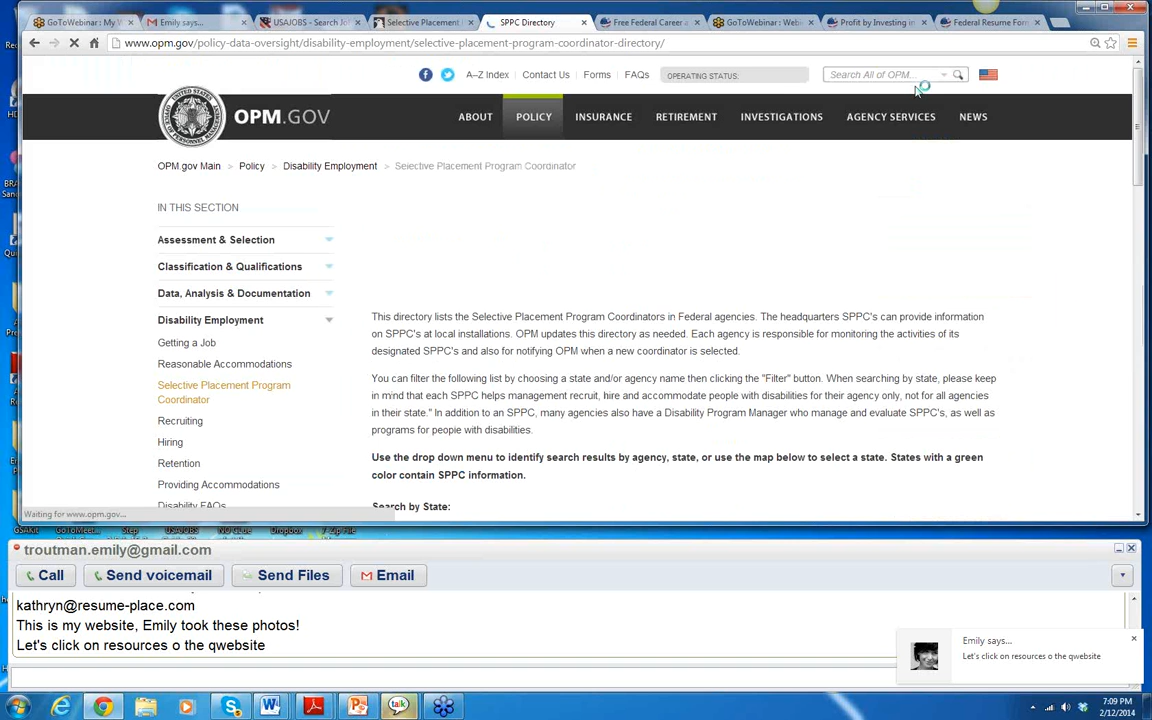 GoToWebinar : My W
Emily says...
USAJOBS - Search Jo
Selective Placement
SPPC Directory
Free Federal Career
GoToWebinar : Web
Profit by Investing in
Federal Resume For
www.opm.gov/policy-data-oversight/disability-employment/selective-placement-program-coordinator-directory/
A–Z Index Contact Us Forms FAQs OPERATING STATUS: Search All of OPM...
OPM.GOV
ABOUT POLICY INSURANCE RETIREMENT INVESTIGATIONS AGENCY SERVICES NEWS
OPM.gov Main > Policy > Disability Employment > Selective Placement Program Coordinator
IN THIS SECTION
Assessment & Selection
Classification & Qualifications
Data, Analysis & Documentation
Disability Employment
Getting a Job
Reasonable Accommodations
Selective Placement Program
Coordinator
Recruiting
Hiring
Retention
Providing Accommodations
Disability FAQs
This directory lists the Selective Placement Program Coordinators in Federal agencies. The headquarters SPPC's can provide information
on SPPC's at local installations. OPM updates this directory as needed. Each agency is responsible for monitoring the activities of its
designated SPPC's and also for notifying OPM when a new coordinator is selected.
You can filter the following list by choosing a state and/or agency name then clicking the "Filter" button. When searching by state, please keep
in mind that each SPPC helps management recruit, hire and accommodate people with disabilities for their agency only, not for all agencies
in their state." In addition to an SPPC, many agencies also have a Disability Program Manager who manage and evaluate SPPC's, as well as
programs for people with disabilities.
Use the drop down menu to identify search results by agency, state, or use the map below to select a state. States with a green
color contain SPPC information.
Search by State:
Waiting for www.opm.gov...
GoToMeet... Step USAJOBS Dropbox 7 Zip File
troutman.emily@gmail.com
Call Send voicemail Send Files Email
kathryn@resume-place.com
This is my website, Emily took these photos!
Let's click on resources o the qwebsite
Emily says...
Let's click on resources o the qwebsite
7:09 PM
2/12/2014